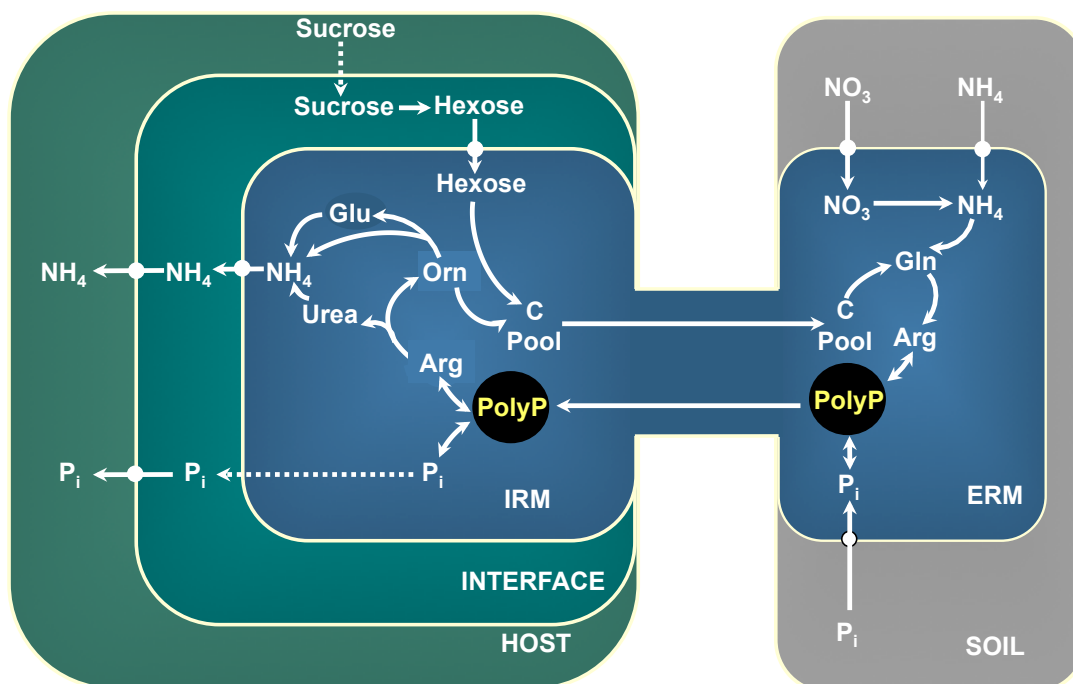 Sucrose
Sucrose
Hexose
Hexose
Glu
NH4
NH4
NH4
Orn
Urea
C
Pool
Arg
PolyP
Pi
Pi
Pi
IRM
INTERFACE
HOST
NO3
NH4
NO3
NH4
Gln
C
Pool
Arg
PolyP
Pi
ERM
Pi
SOIL